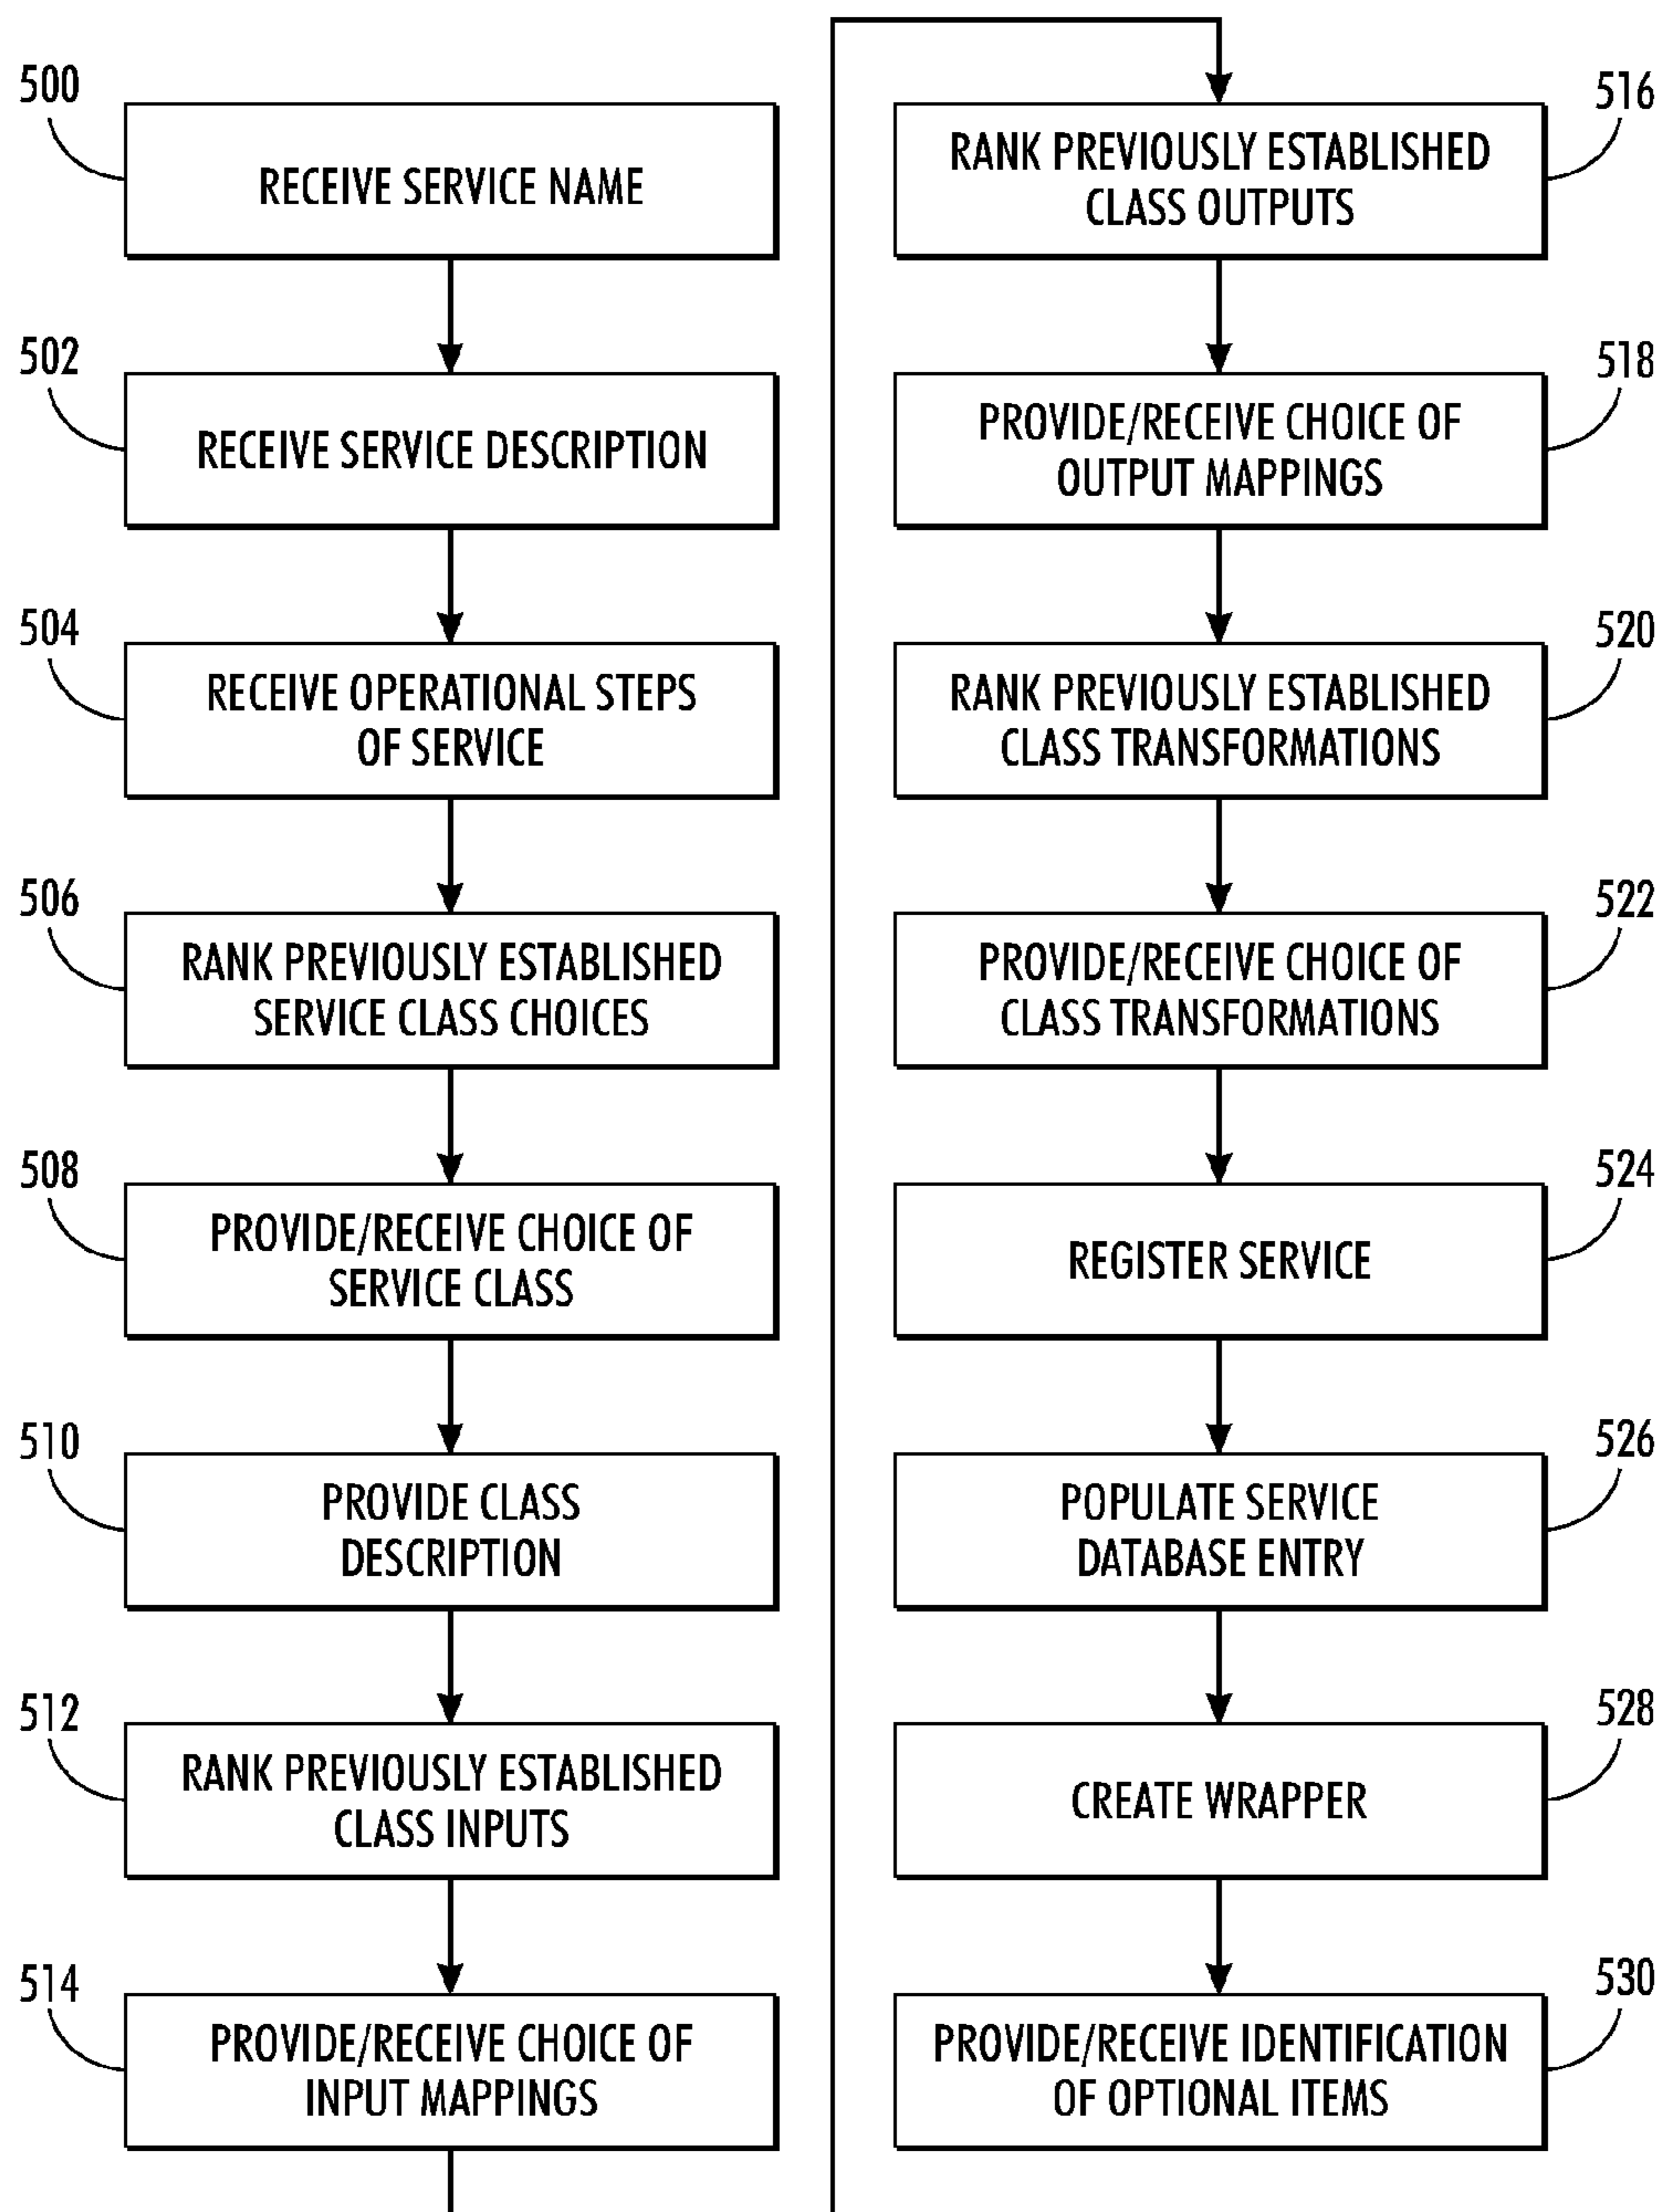 500
RECEIVE SERVICE NAME
502
RECEIVE SERVICE DESCRIPTION
504
RECEIVE OPERATIONAL STEPS
OF SERVICE
506
RANK PREVIOUSLY ESTABLISHED
SERVICE CLASS CHOICES
508
PROVIDE/RECEIVE CHOICE OF
SERVICE CLASS
510
PROVIDE CLASS
DESCRIPTION
512
RANK PREVIOUSLY ESTABLISHED
CLASS INPUTS
514
PROVIDE/RECEIVE CHOICE OF
INPUT MAPPINGS
516
RANK PREVIOUSLY ESTABLISHED
CLASS OUTPUTS
518
PROVIDE/RECEIVE CHOICE OF
OUTPUT MAPPINGS
520
RANK PREVIOUSLY ESTABLISHED
CLASS TRANSFORMATIONS
522
PROVIDE/RECEIVE CHOICE OF
CLASS TRANSFORMATIONS
524
REGISTER SERVICE
526
POPULATE SERVICE
DATABASE ENTRY
528
CREATE WRAPPER
530
PROVIDE/RECEIVE IDENTIFICATION
OF OPTIONAL ITEMS